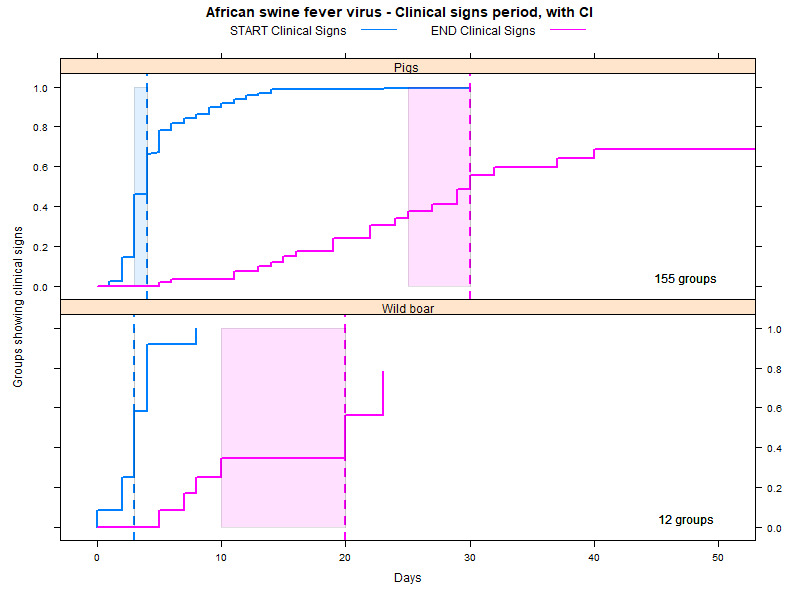 African swine fever virus - Clinical signs period, with CI
START Clinical Signs END Clinical Signs
Pigs
1.0
0.8
0.6
0.4
0.2
0.0
155 groups
Groups showing clinical signs
Wild boar
1.0
0.8
0.6
0.4
0.2
0.0
12 groups
0 10 20 30 40 50
Days